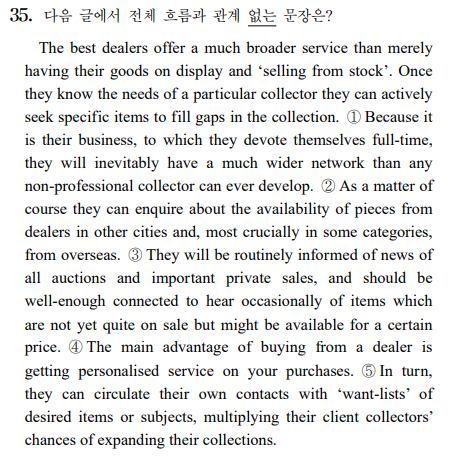 35. 다음 글에서 전체 흐름과 관계 없는 문장은?
The best dealers offer a much broader service than merely
having their goods on display and ‘selling from stock’. Once
they know the needs of a particular collector they can actively
seek specific items to fill gaps in the collection. ① Because it
is their business, to which they devote themselves full-time,
they will inevitably have a much wider network than any
non-professional collector can ever develop. ② As a matter of
course they can enquire about the availability of pieces from
dealers in other cities and, most crucially in some categories,
from overseas. ③ They will be routinely informed of news of
all auctions and important private sales, and should be
well-enough connected to hear occasionally of items which
are not yet quite on sale but might be available for a certain
price. ④ The main advantage of buying from a dealer is
getting personalised service on your purchases. ⑤ In turn,
they can circulate their own contacts with ‘want-lists’ of
desired items or subjects, multiplying their client collectors’
chances of expanding their collections.